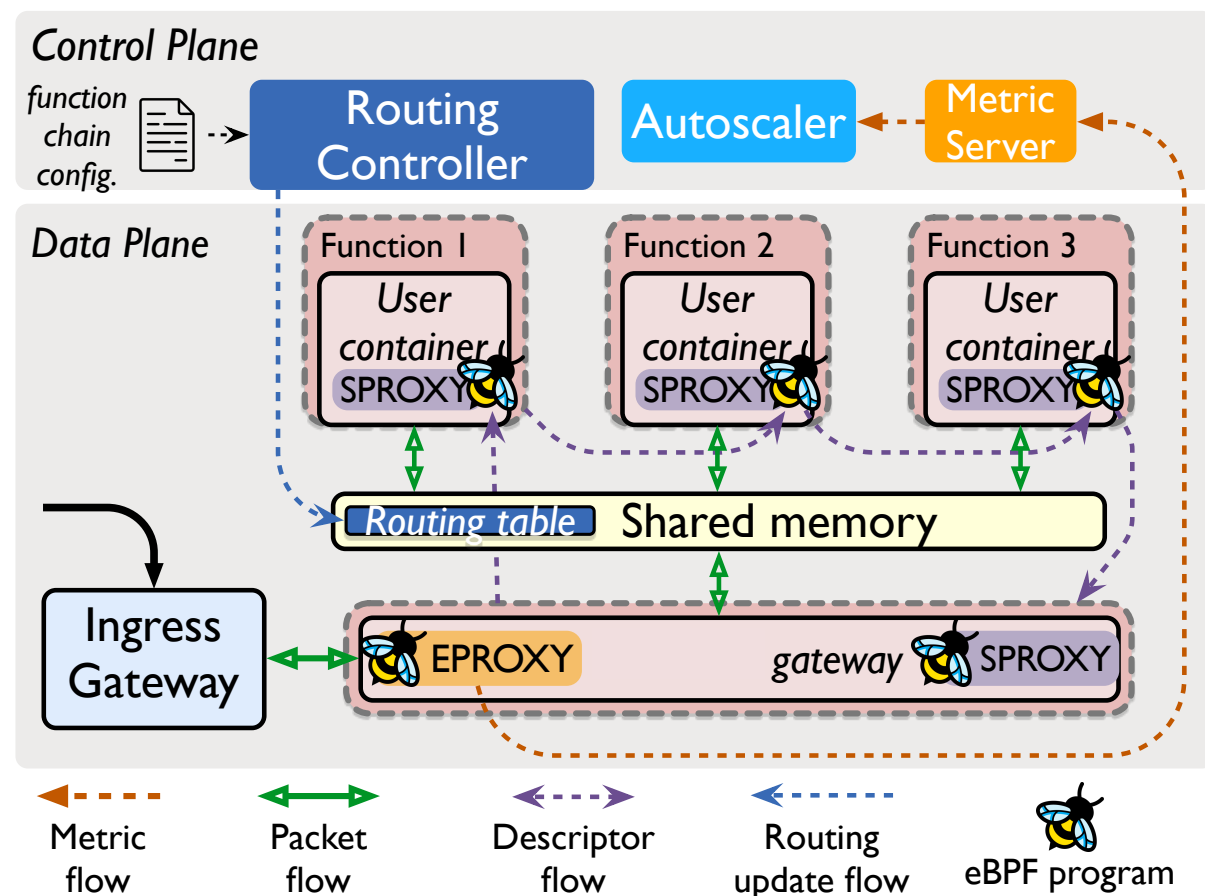 Control Plane
function
chain
config.
Routing
Controller
Autoscaler
Metric
Server
Data Plane
Function 1
User
container
SPROXY
Function 2
User
container
SPROXY
Function 3
User
container
SPROXY
Routing table
Shared memory
Ingress
Gateway
EPROXY
gateway
SPROXY
Metric
flow
Packet
flow
Descriptor
flow
Routing
update flow
eBPF program